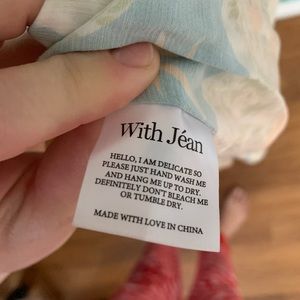 With Jéan
HELLO, I AM DELICATE SO
PLEASE JUST HAND WASH ME
AND HANG ME UP TO DRY.
DEFINITELY DON'T BLEACH ME
OR TUMBLE DRY.
MADE WITH LOVE IN CHINA